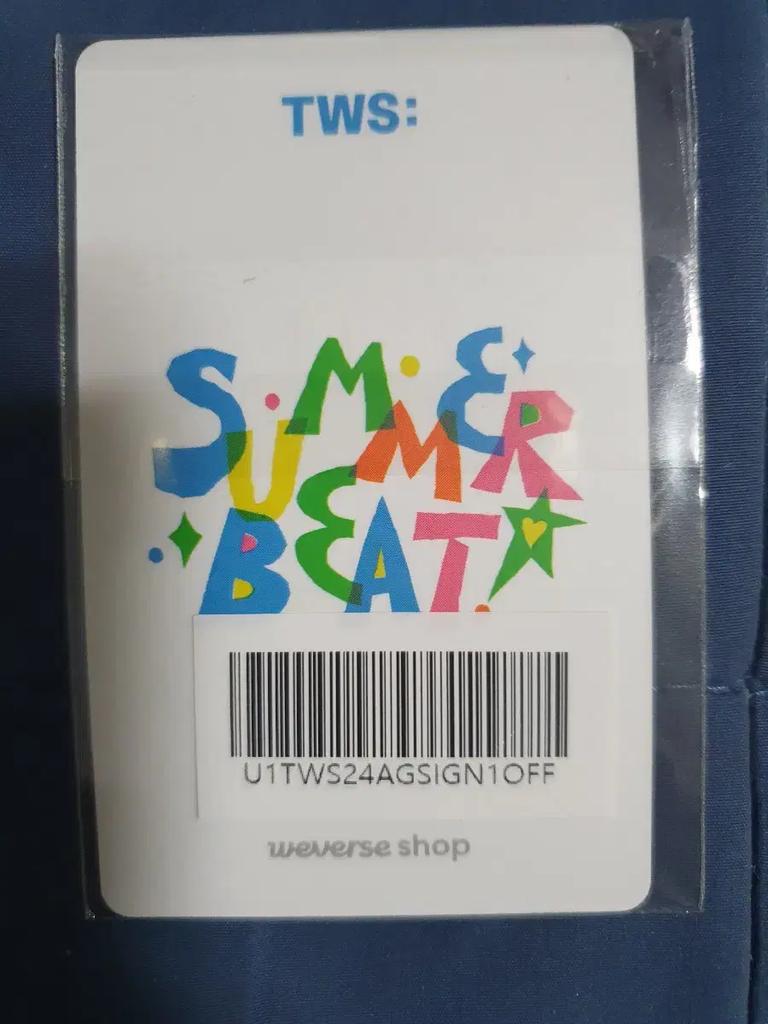 TWS:
SUMMER
BEAT.
U1TWS24AGSIGN1OFF
weverse shop